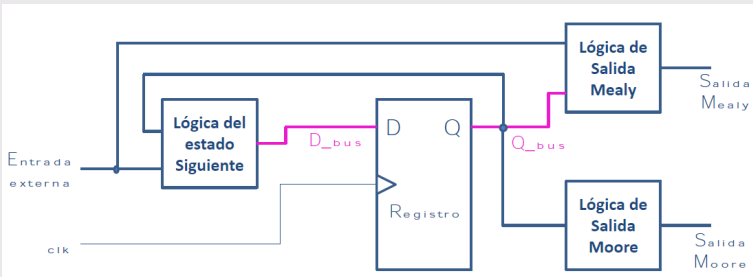 Lógica de
Salida
Mealy
Salida
Mealy
Lógica del
estado
Siguiente
D
Q
D_bus
Q_bus
Entrada
externa
Registro
clk
Lógica de
Salida
Moore
Salida
Moore